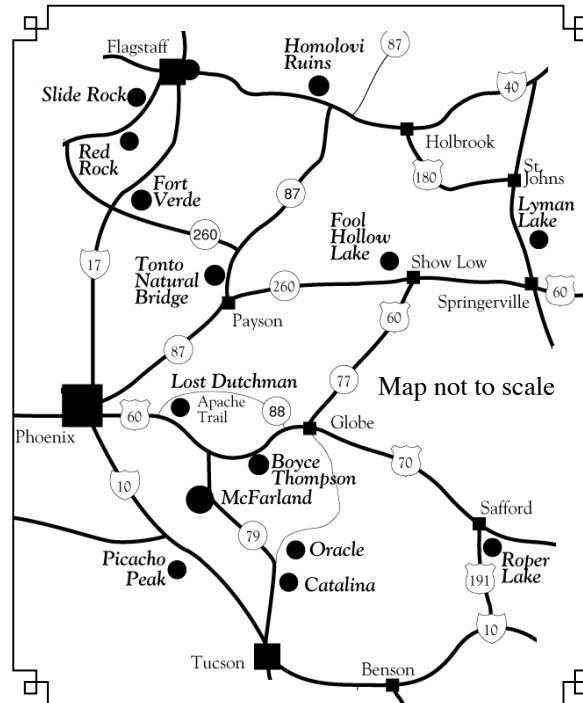 Flagstaff
Homolovi
Ruins
87
Slide Rock
40
Red
Rock
Holbrook
180
St.
Johns
Fort
Verde
87
Lyman
Lake
Fool
Hollow
Lake
260
17
Tonto
Natural
Bridge
260
Show Low
Springerville
60
60
Payson
87
77
Map not to scale
Lost Dutchman
Apache
Trail
88
60
Phoenix
Globe
Boyce
Thompson
70
10
McFarland
Safford
79
Oracle
Roper
Lake
Picacho
Peak
Catalina
191
10
Tucson
Benson